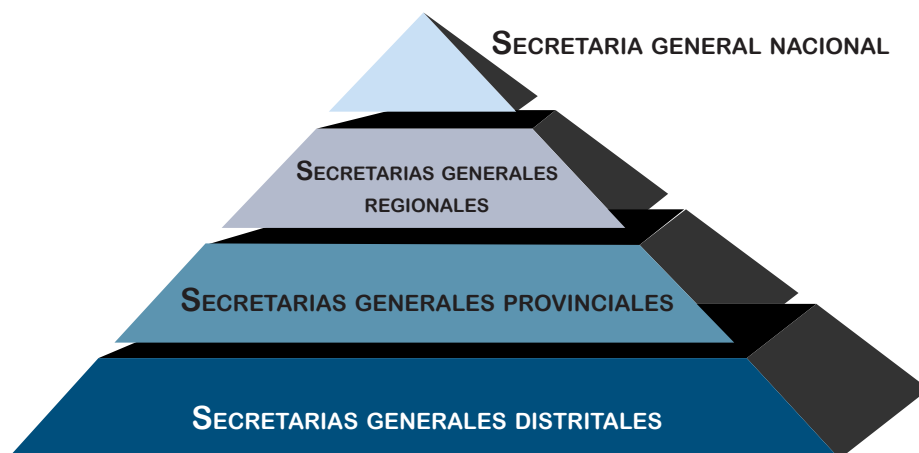 Secretaria general nacional
Secretarias generales
regionales
Secretarias generales provinciales
Secretarias generales distritales